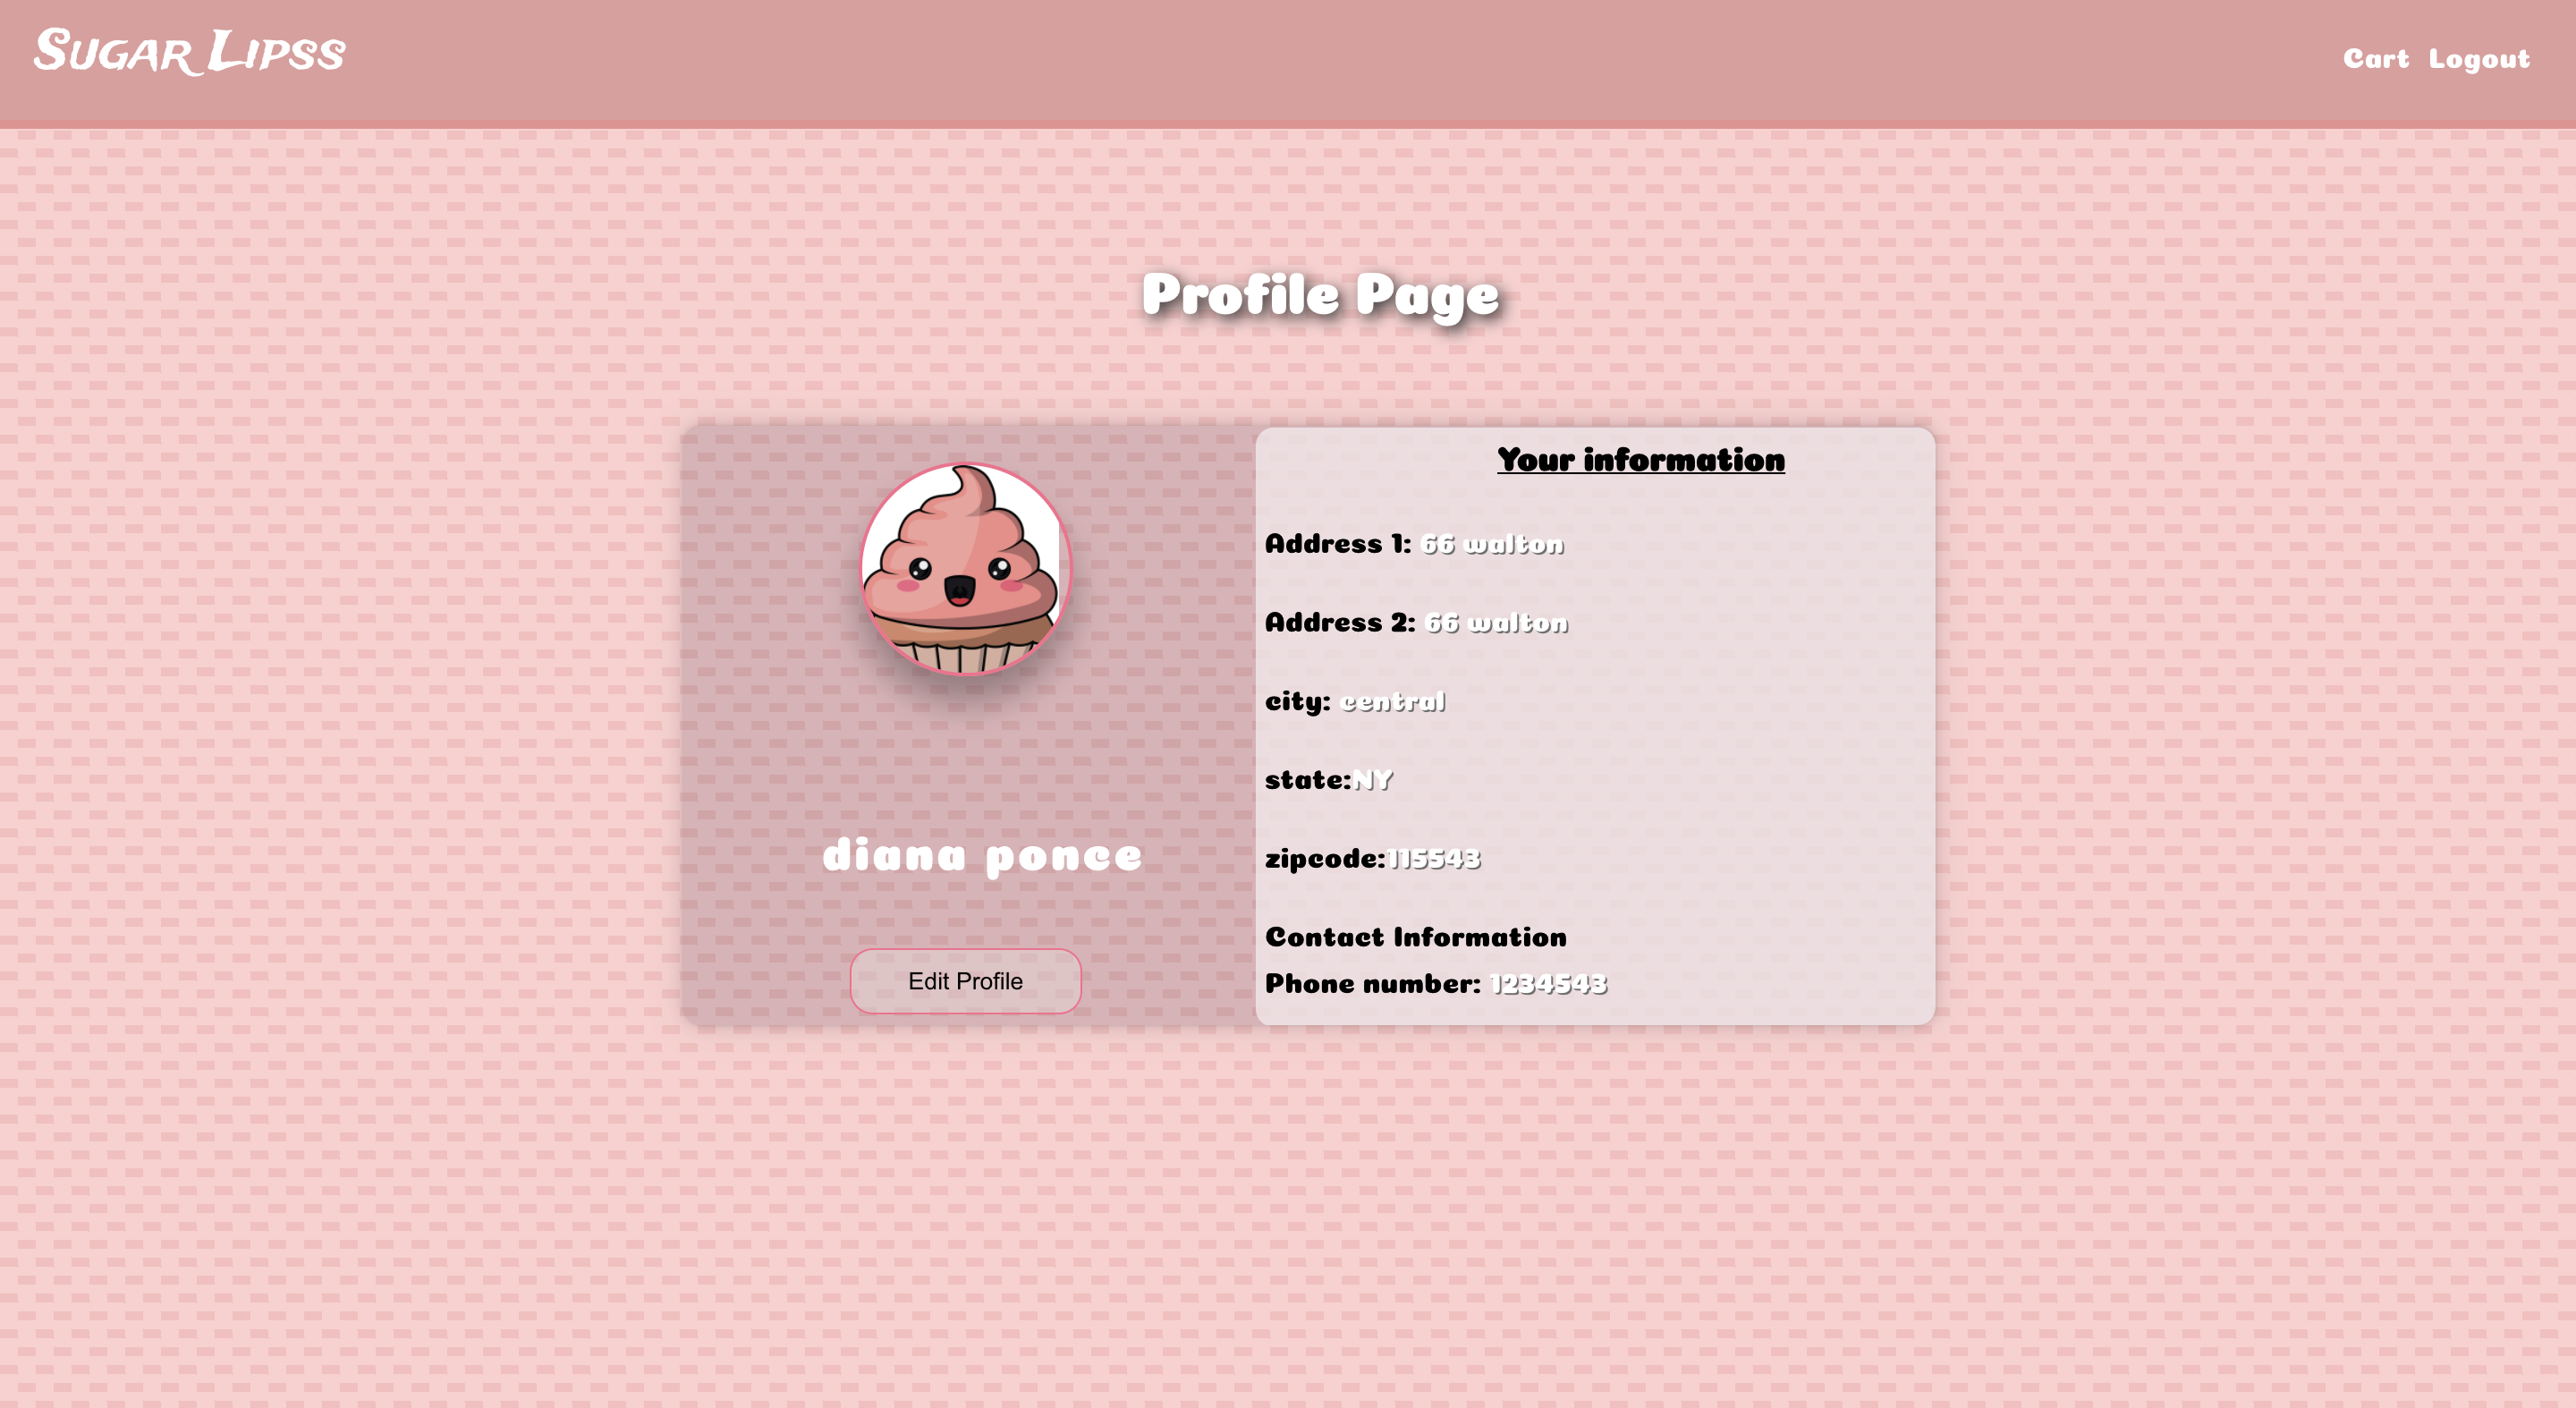 Sugar Lipss
Cart Logout
Profile Page
diana ponce
Edit Profile
Your information
Address 1: 66 walton
Address 2: 66 walton
city: central
state:NY
zipcode:115543
Contact Information
Phone number: 1234543